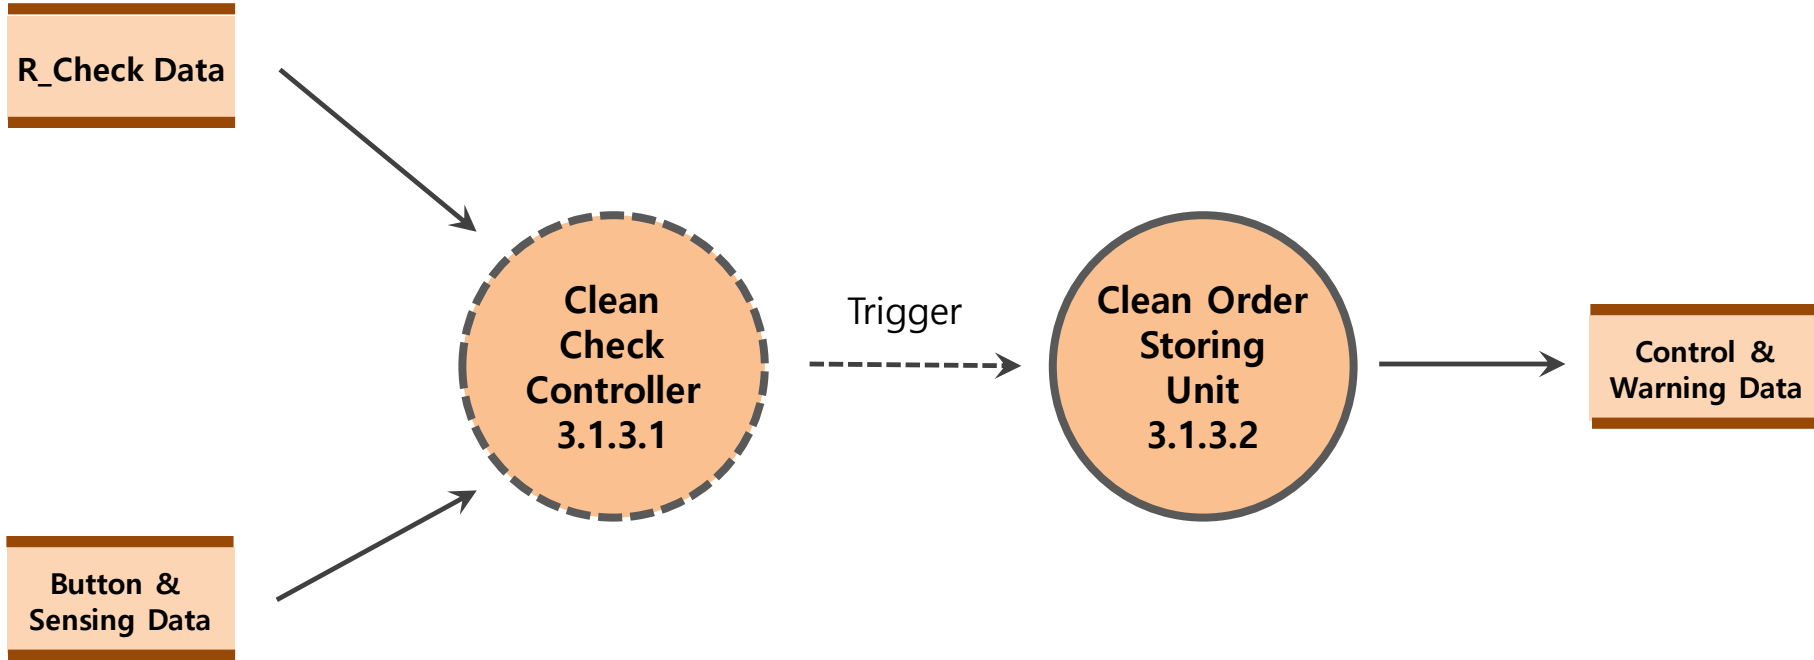 R_Check Data
Clean
Check
Controller
3.1.3.1
Trigger
Clean Order
Storing
Unit
3.1.3.2
Control &
Warning Data
Button &
Sensing Data